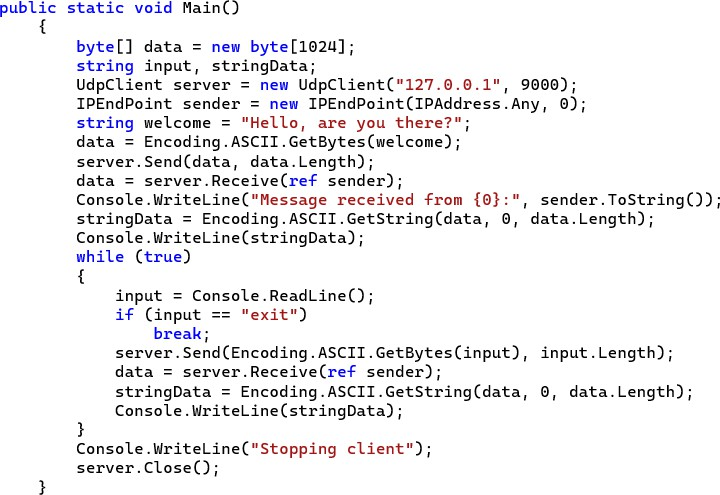 public static void Main()
    {
        byte[] data = new byte[1024];
        string input, stringData;
        UdpClient server = new UdpClient("127.0.0.1", 9000);
        IPEndPoint sender = new IPEndPoint(IPAddress.Any, 0);
        string welcome = "Hello, are you there?";
        data = Encoding.ASCII.GetBytes(welcome);
        server.Send(data, data.Length);
        data = server.Receive(ref sender);
        Console.WriteLine("Message received from {0}:", sender.ToString());
        stringData = Encoding.ASCII.GetString(data, 0, data.Length);
        Console.WriteLine(stringData);
        while (true)
        {
            input = Console.ReadLine();
            if (input == "exit")
                break;
            server.Send(Encoding.ASCII.GetBytes(input), input.Length);
            data = server.Receive(ref sender);
            stringData = Encoding.ASCII.GetString(data, 0, data.Length);
            Console.WriteLine(stringData);
        }
        Console.WriteLine("Stopping client");
        server.Close();
    }